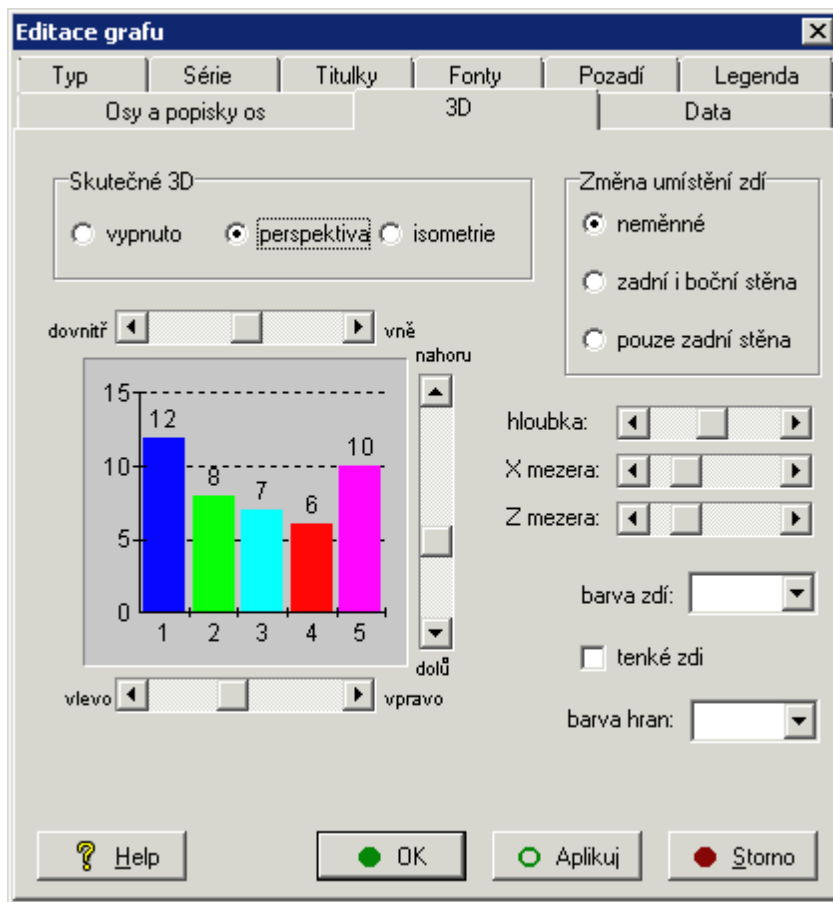 Editace grafu
Typ Série Titulky Fonty Pozadí Legenda
Osy a popisky os 3D Data
Skutečné 3D
vypnuto perspektiva isometrie
Změna umístění zdí
neměnné
zadní i boční stěna
pouze zadní stěna
dovnitř vně
nahoru
15
12
10
10
8
7
6
5
0
1 2 3 4 5
dolů
vlevo vpravo
hloubka:
X mezera:
Z mezera:
barva zdí:
tenké zdi
barva hran:
Help OK Aplikuj Storno